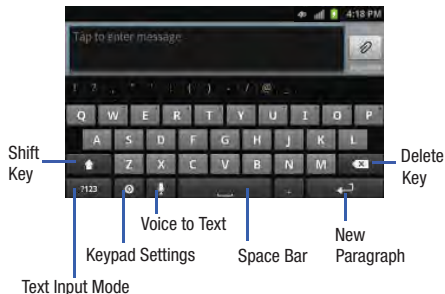 4:18 PM
Tap to enter message
! ? , " ' : ( ) - / @ _
Q W E R T Y U I O P
A S D F G H J K L
Shift Key
Z X C V B N M
Delete Key
?123
.
Voice to Text
New Paragraph
Keypad Settings
Space Bar
Text Input Mode